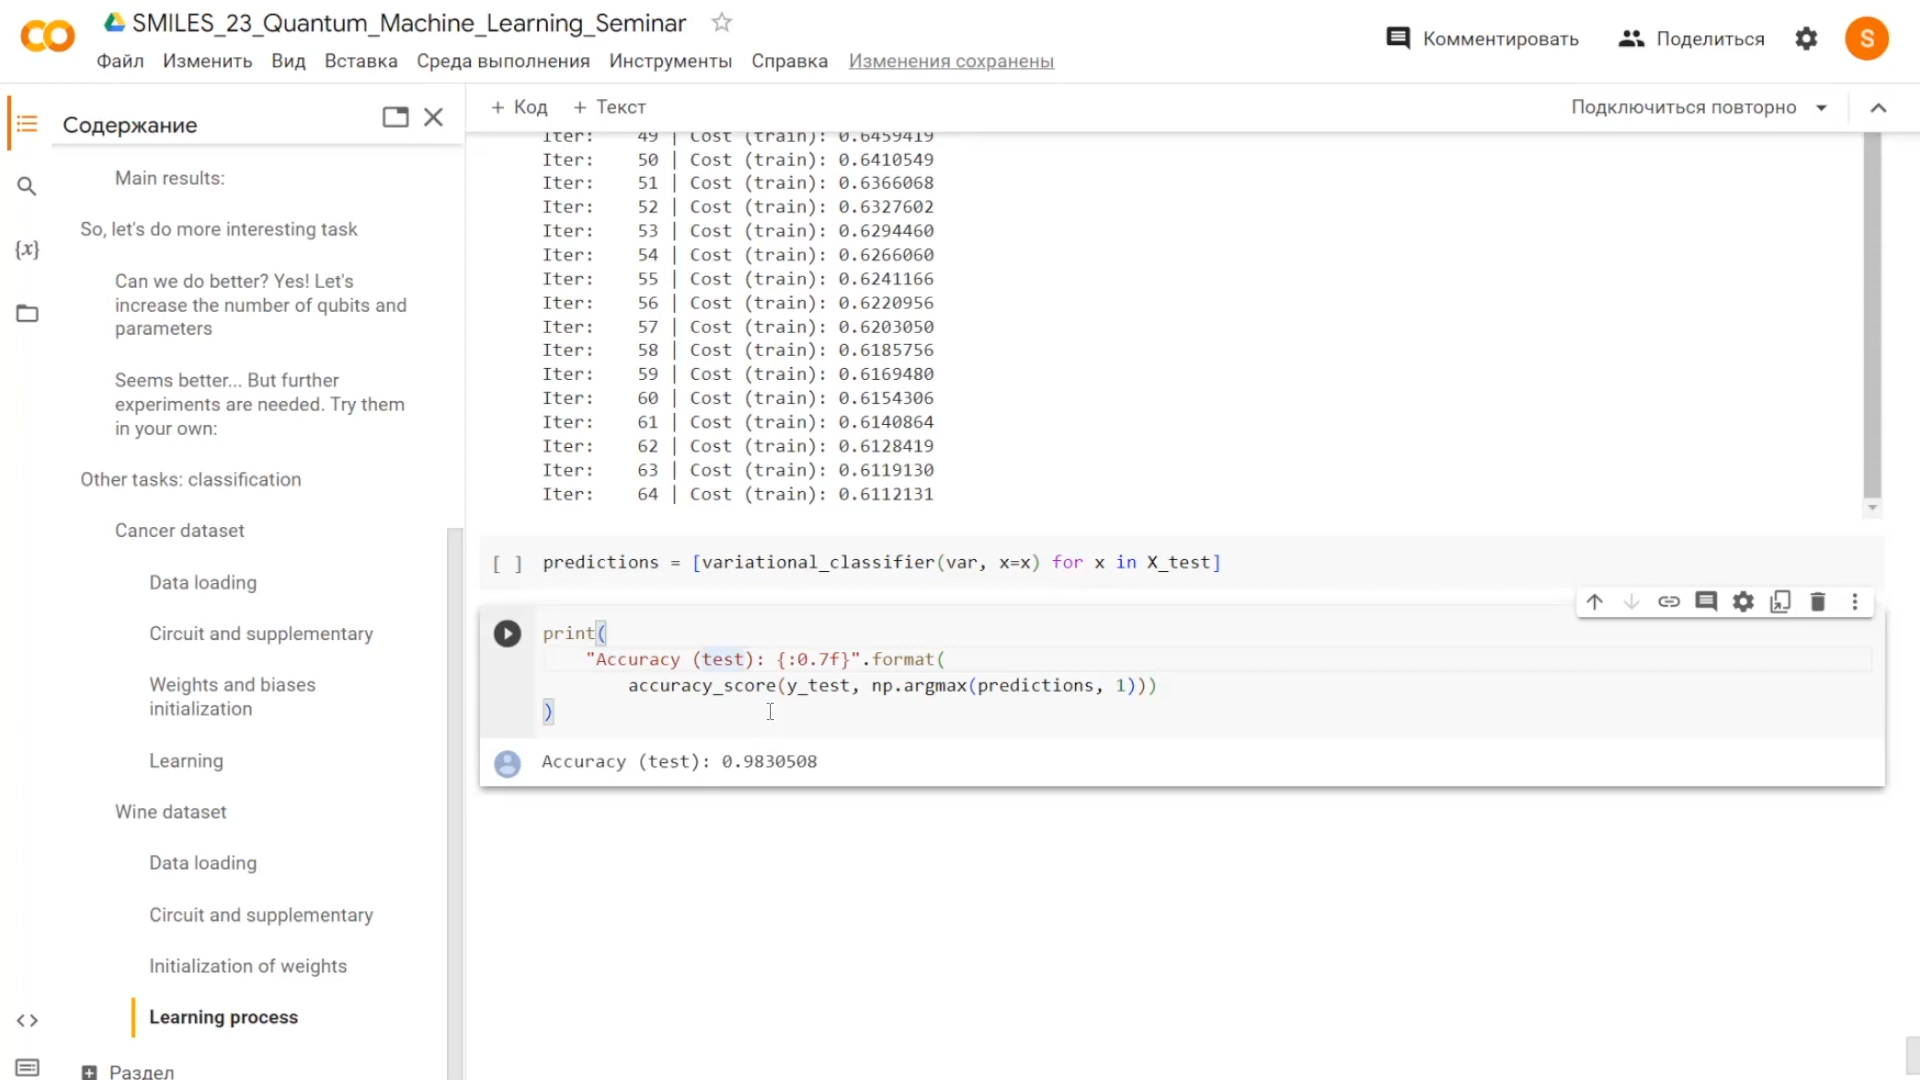 SMILES_23_Quantum_Machine_Learning_Seminar
Комментировать
Поделиться
S
Файл Изменить Вид Вставка Среда выполнения Инструменты Справка Изменения сохранены
Содержание
+ Код + Текст
Подключиться повторно
Main results:
So, let's do more interesting task
Can we do better? Yes! Let's
increase the number of qubits and
parameters
Seems better... But further
experiments are needed. Try them
in your own:
Other tasks: classification
Cancer dataset
Data loading
Circuit and supplementary
Weights and biases
initialization
Learning
Wine dataset
Data loading
Circuit and supplementary
Initialization of weights
Learning process
Раздел
{x}
<>
Iter: 49 | Cost (train): 0.6459419
Iter: 50 | Cost (train): 0.6410549
Iter: 51 | Cost (train): 0.6366068
Iter: 52 | Cost (train): 0.6327602
Iter: 53 | Cost (train): 0.6294460
Iter: 54 | Cost (train): 0.6266060
Iter: 55 | Cost (train): 0.6241166
Iter: 56 | Cost (train): 0.6220956
Iter: 57 | Cost (train): 0.6203050
Iter: 58 | Cost (train): 0.6185756
Iter: 59 | Cost (train): 0.6169480
Iter: 60 | Cost (train): 0.6154306
Iter: 61 | Cost (train): 0.6140864
Iter: 62 | Cost (train): 0.6128419
Iter: 63 | Cost (train): 0.6119130
Iter: 64 | Cost (train): 0.6112131
[ ] predictions = [variational_classifier(var, x=x) for x in X_test]
print(
"Accuracy (test): {:0.7f}".format(
accuracy_score(y_test, np.argmax(predictions, 1)))
)
Accuracy (test): 0.9830508